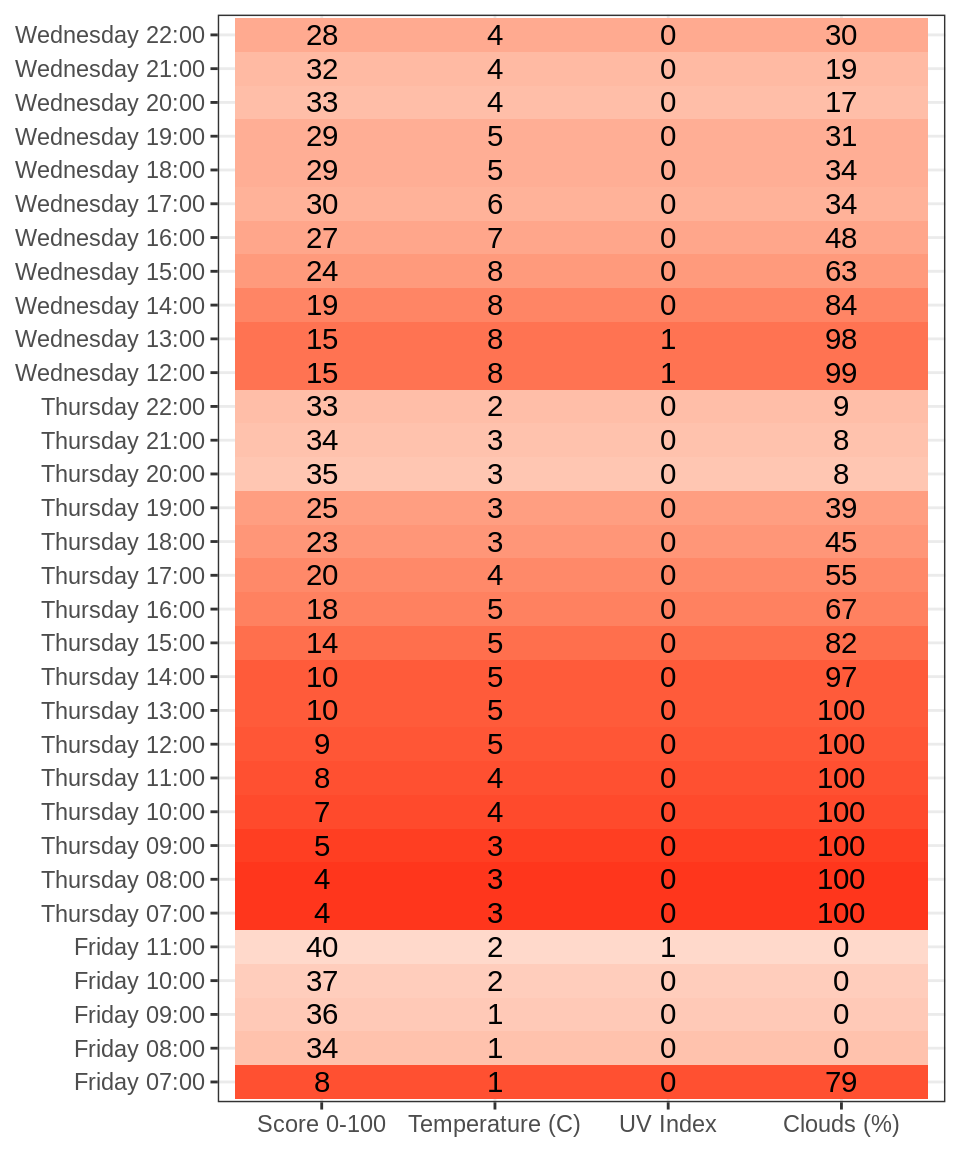 Wednesday 22:00 28 4 0 30
Wednesday 21:00 32 4 0 19
Wednesday 20:00 33 4 0 17
Wednesday 19:00 29 5 0 31
Wednesday 18:00 29 5 0 34
Wednesday 17:00 30 6 0 34
Wednesday 16:00 27 7 0 48
Wednesday 15:00 24 8 0 63
Wednesday 14:00 19 8 0 84
Wednesday 13:00 15 8 1 98
Wednesday 12:00 15 8 1 99
Thursday 22:00 33 2 0 9
Thursday 21:00 34 3 0 8
Thursday 20:00 35 3 0 8
Thursday 19:00 25 3 0 39
Thursday 18:00 23 3 0 45
Thursday 17:00 20 4 0 55
Thursday 16:00 18 5 0 67
Thursday 15:00 14 5 0 82
Thursday 14:00 10 5 0 97
Thursday 13:00 10 5 0 100
Thursday 12:00 9 5 0 100
Thursday 11:00 8 4 0 100
Thursday 10:00 7 4 0 100
Thursday 09:00 5 3 0 100
Thursday 08:00 4 3 0 100
Thursday 07:00 4 3 0 100
Friday 11:00 40 2 1 0
Friday 10:00 37 2 0 0
Friday 09:00 36 1 0 0
Friday 08:00 34 1 0 0
Friday 07:00 8 1 0 79
Score 0-100 Temperature (C) UV Index Clouds (%)